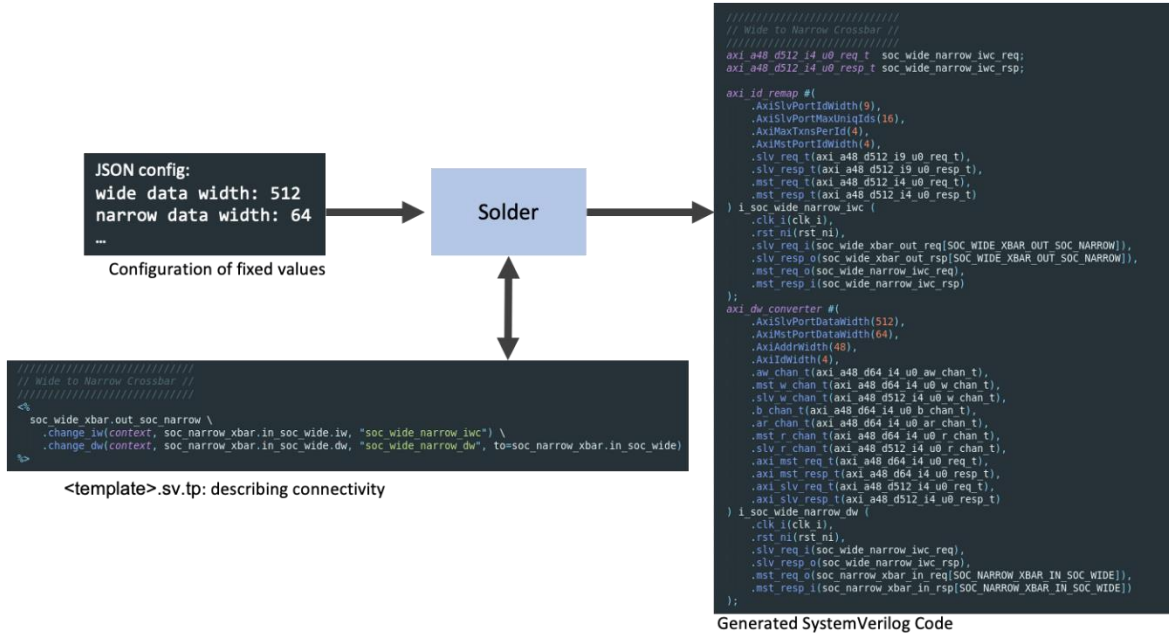 JSON config:
wide data width: 512
narrow data width: 64
…
Configuration of fixed values
Solder
/////////////////////////////
// Wide to Narrow Crossbar //
/////////////////////////////
<%
  soc_wide_xbar.out_soc_narrow \
    .change_iw(context, soc_narrow_xbar.in_soc_wide.iw, "soc_wide_narrow_iwc") \
    .change_dw(context, soc_narrow_xbar.in_soc_wide.dw, "soc_wide_narrow_dw", to=soc_narrow_xbar.in_soc_wide)
%>
<template>.sv.tp: describing connectivity
/////////////////////////////
// Wide to Narrow Crossbar //
/////////////////////////////
axi_a48_d512_i4_u0_req_t  soc_wide_narrow_iwc_req;
axi_a48_d512_i4_u0_resp_t soc_wide_narrow_iwc_rsp;
axi_id_remap #(
    .AxiSlvPortIdWidth(9),
    .AxiSlvPortMaxUniqIds(16),
    .AxiMaxTxnsPerId(4),
    .AxiMstPortIdWidth(4),
    .slv_req_t(axi_a48_d512_i9_u0_req_t),
    .slv_resp_t(axi_a48_d512_i9_u0_resp_t),
    .mst_req_t(axi_a48_d512_i4_u0_req_t),
    .mst_resp_t(axi_a48_d512_i4_u0_resp_t)
) i_soc_wide_narrow_iwc (
    .clk_i(clk_i),
    .rst_ni(rst_ni),
    .slv_req_i(soc_wide_xbar_out_req[SOC_WIDE_XBAR_OUT_SOC_NARROW]),
    .slv_resp_o(soc_wide_xbar_out_rsp[SOC_WIDE_XBAR_OUT_SOC_NARROW]),
    .mst_req_o(soc_wide_narrow_iwc_req),
    .mst_resp_i(soc_wide_narrow_iwc_rsp)
);
axi_dw_converter #(
    .AxiSlvPortDataWidth(512),
    .AxiMstPortDataWidth(64),
    .AxiAddrWidth(48),
    .AxiIdWidth(4),
    .aw_chan_t(axi_a48_d64_i4_u0_aw_chan_t),
    .mst_w_chan_t(axi_a48_d64_i4_u0_w_chan_t),
    .slv_w_chan_t(axi_a48_d512_i4_u0_w_chan_t),
    .b_chan_t(axi_a48_d64_i4_u0_b_chan_t),
    .ar_chan_t(axi_a48_d64_i4_u0_ar_chan_t),
    .mst_r_chan_t(axi_a48_d64_i4_u0_r_chan_t),
    .slv_r_chan_t(axi_a48_d512_i4_u0_r_chan_t),
    .axi_mst_req_t(axi_a48_d64_i4_u0_req_t),
    .axi_mst_resp_t(axi_a48_d64_i4_u0_resp_t),
    .axi_slv_req_t(axi_a48_d512_i4_u0_req_t),
    .axi_slv_resp_t(axi_a48_d512_i4_u0_resp_t)
) i_soc_wide_narrow_dw (
    .clk_i(clk_i),
    .rst_ni(rst_ni),
    .slv_req_i(soc_wide_narrow_iwc_req),
    .slv_resp_o(soc_wide_narrow_iwc_rsp),
    .mst_req_o(soc_narrow_xbar_in_req[SOC_NARROW_XBAR_IN_SOC_WIDE]),
    .mst_resp_i(soc_narrow_xbar_in_rsp[SOC_NARROW_XBAR_IN_SOC_WIDE])
);
Generated SystemVerilog Code